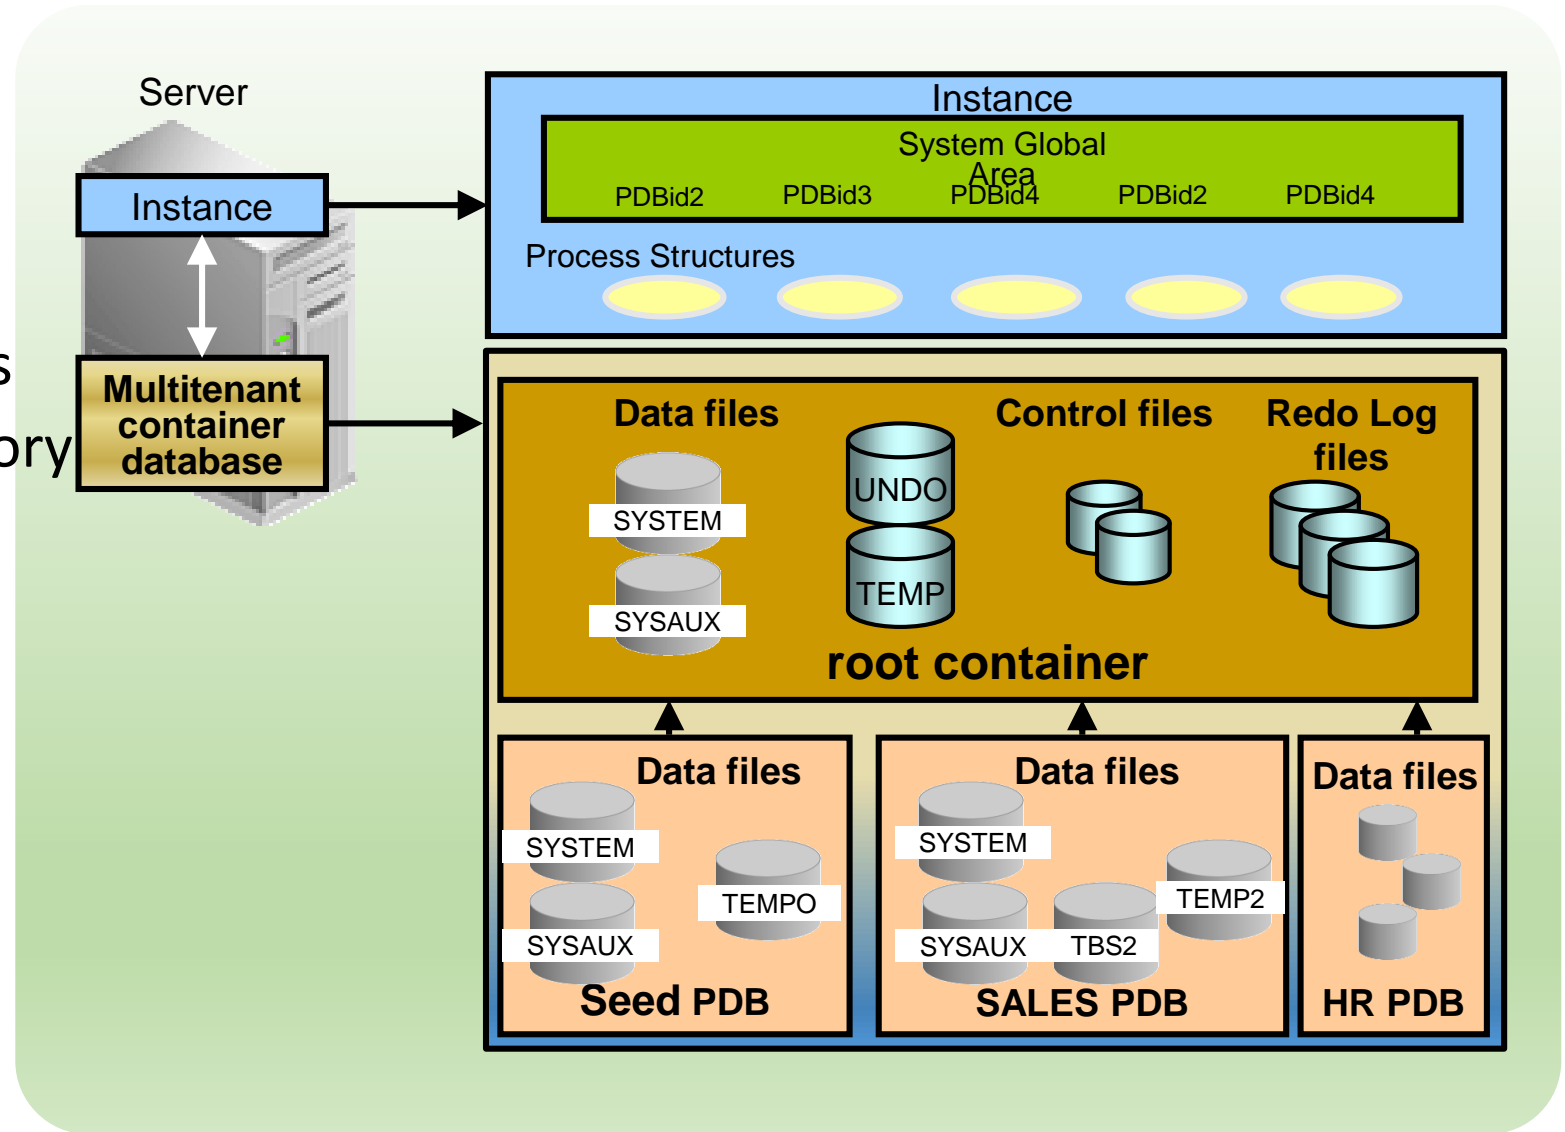 Server
Instance
Multitenant
container
database
s
ory
Instance
System Global
Area
PDBid2 PDBid3 PDBid4 PDBid2 PDBid4
Process Structures
Data files
SYSTEM
SYSAUX
UNDO
TEMP
Control files
Redo Log
files
root container
Data files
SYSTEM
SYSAUX
TEMPO
Seed PDB
Data files
SYSTEM
SYSAUX
TBS2
TEMP2
SALES PDB
Data files
HR PDB